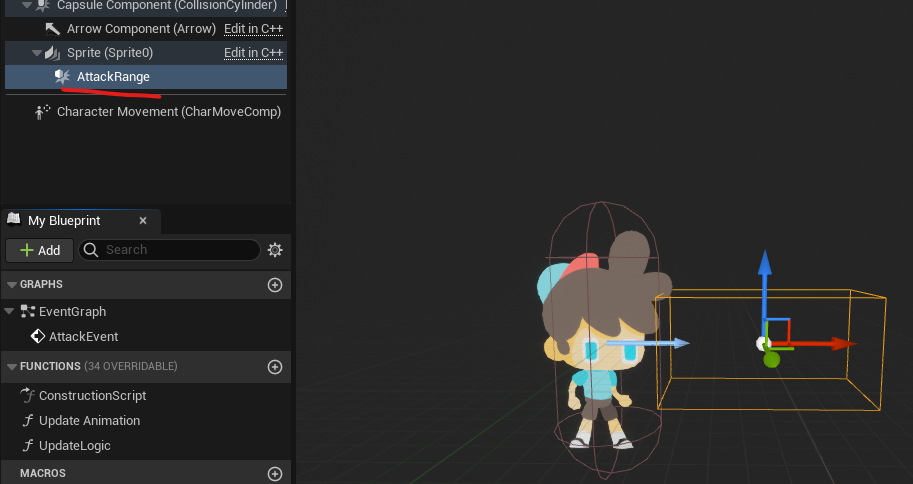 Capsule Component (CollisionCylinder)
Arrow Component (Arrow) Edit in C++
Sprite (Sprite0) Edit in C++
AttackRange
Character Movement (CharMoveComp)
My Blueprint
Add Search
GRAPHS
EventGraph
AttackEvent
FUNCTIONS (34 OVERRIDABLE)
ConstructionScript
Update Animation
UpdateLogic
MACROS